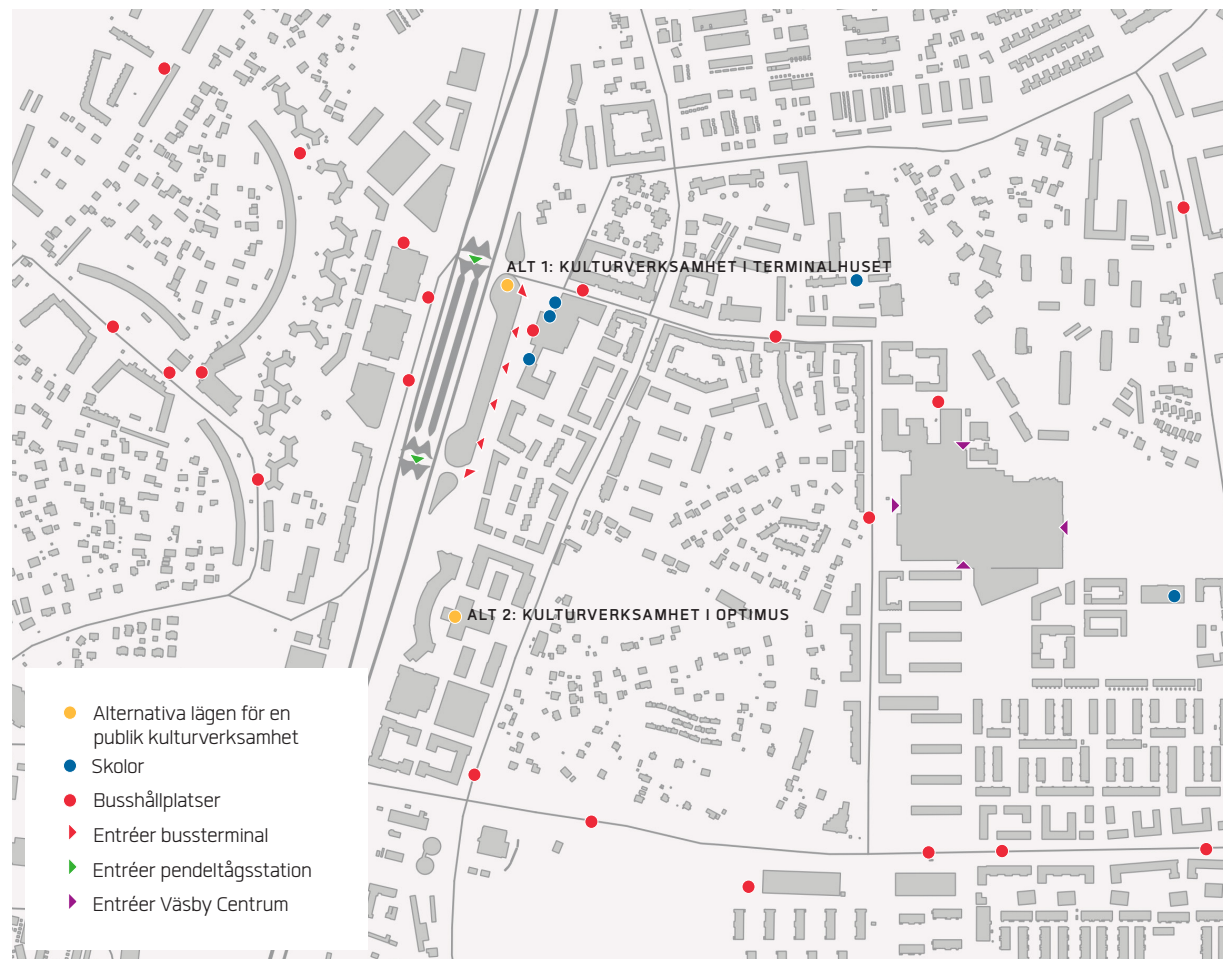 ALT 1: KULTURVERKSAMHET I TERMINALHUSET
ALT 2: KULTURVERKSAMHET I OPTIMUS
Alternativa lägen för en
publik kulturverksamhet
Skolor
Busshållplatser
Entréer bussterminal
Entréer pendeltågsstation
Entréer Väsby Centrum